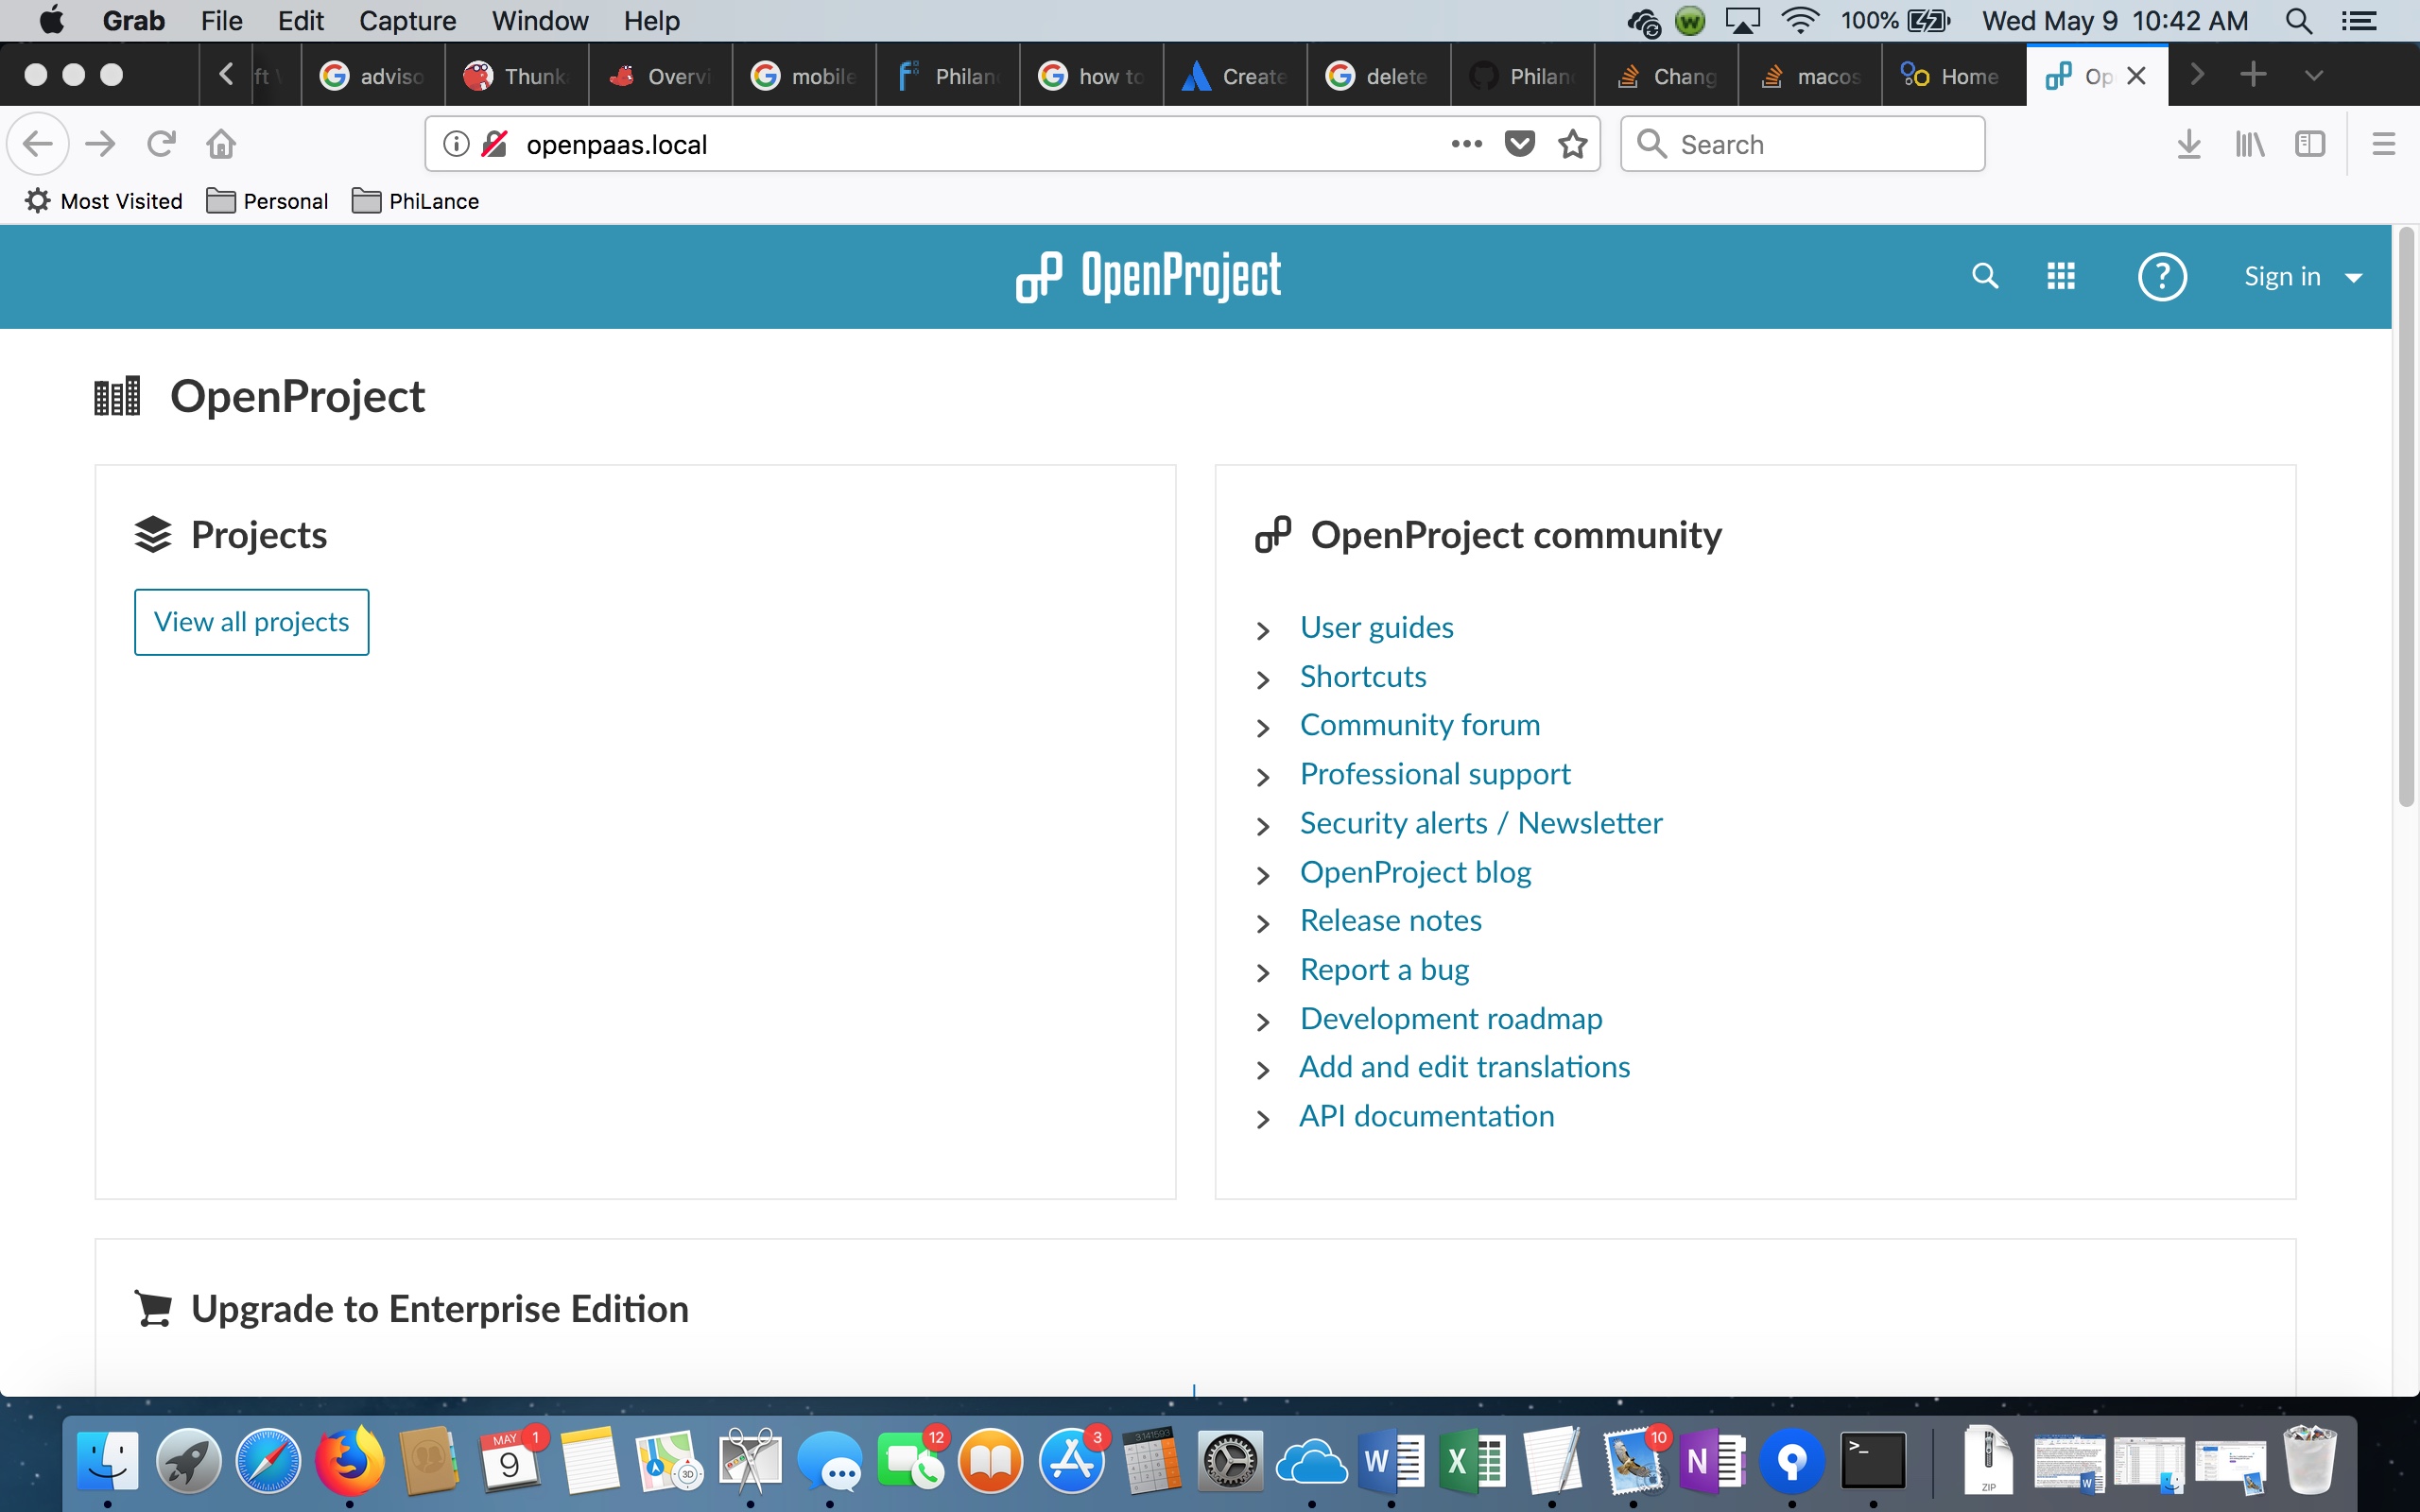 Grab File Edit Capture Window Help 100% Wed May 9 10:42 AM
ft adviso Thunk Overvi mobile Philan how to Create delete Philan Chang macos Home Op
openpaas.local Search
Most Visited Personal PhiLance
OpenProject Sign in
OpenProject
Projects
View all projects
OpenProject community
User guides
Shortcuts
Community forum
Professional support
Security alerts / Newsletter
OpenProject blog
Release notes
Report a bug
Development roadmap
Add and edit translations
API documentation
Upgrade to Enterprise Edition
MAY 1 12 3 10
9 3D 3.141593 ZIP